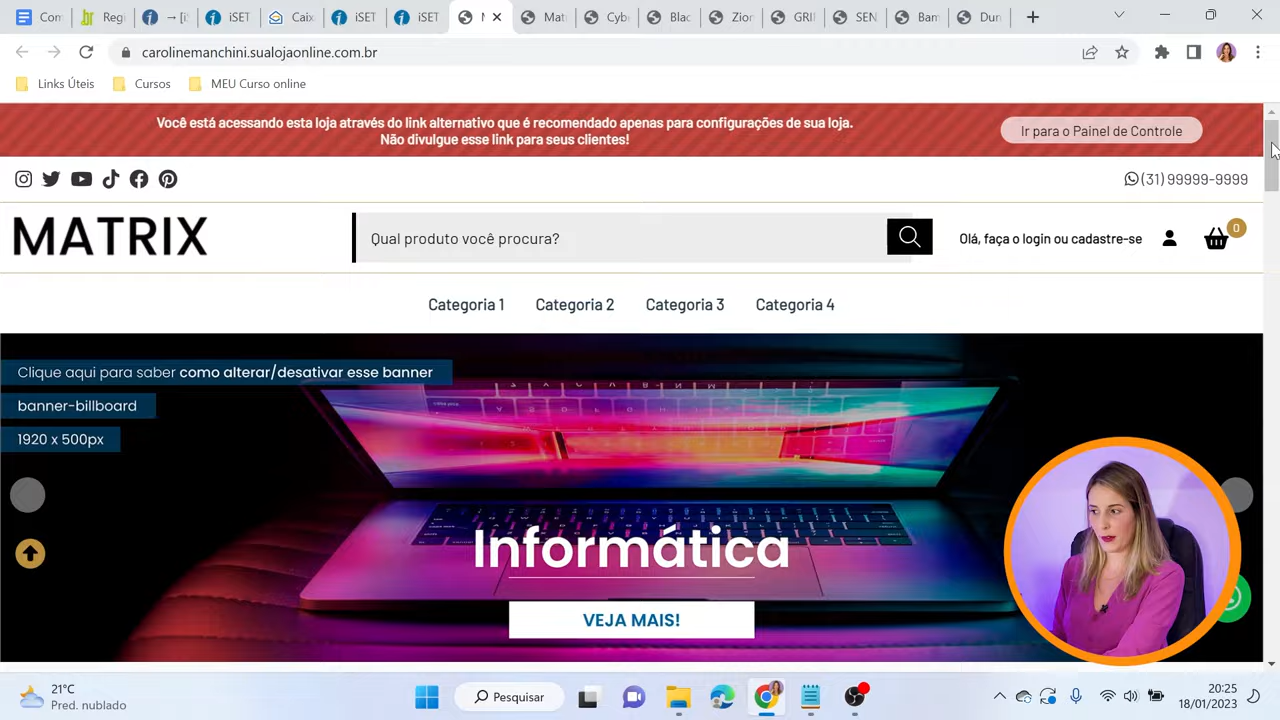 Com
Regi
→ [i
iSET
Caix
iSET
iSET
Mat
Cyb
Blac
Zior
GRI
SEN
Bam
Dun
carolinemanchini.sualojaonline.com.br
Links Úteis
Cursos
MEU Curso online
Você está acessando esta loja através do link alternativo que é recomendado apenas para configurações de sua loja.
Não divulgue esse link para seus clientes!
Ir para o Painel de Controle
(31) 99999-9999
MATRIX
Qual produto você procura?
Olá, faça o login ou cadastre-se
0
Categoria 1 Categoria 2 Categoria 3 Categoria 4
Clique aqui para saber como alterar/desativar esse banner
banner-billboard
1920 x 500px
Informática
VEJA MAIS!
21°C
Pred. nublado
Pesquisar
20:25
18/01/2023